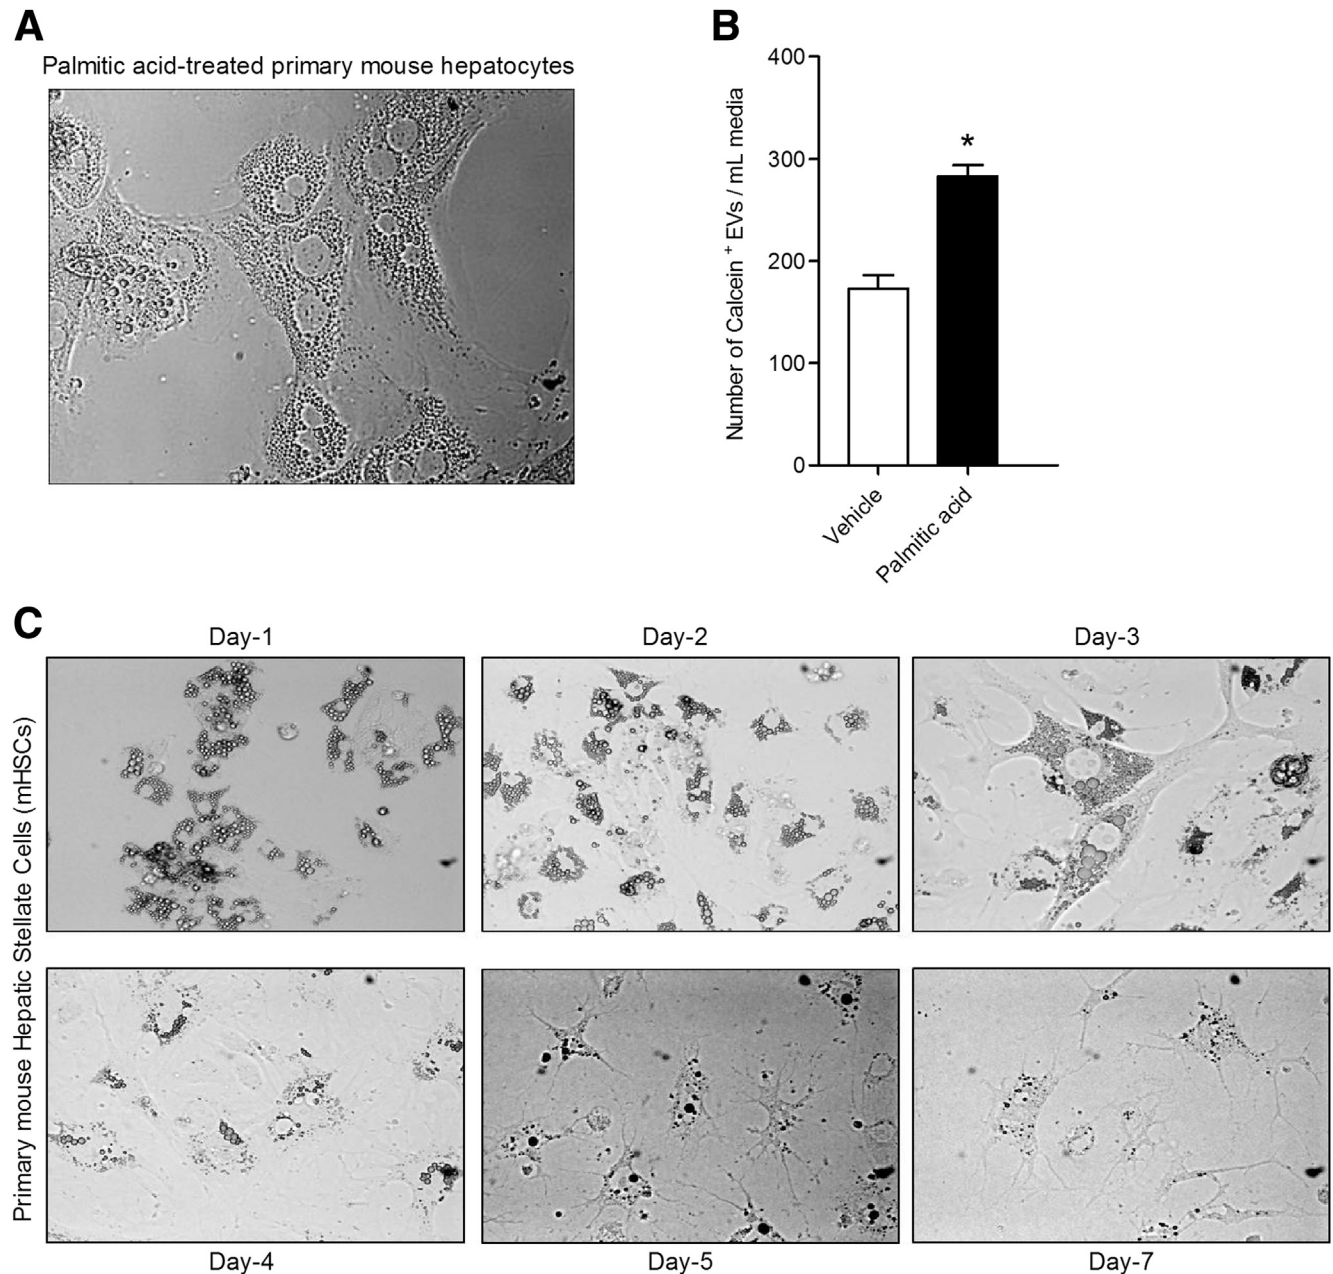 A
Palmitic acid-treated primary mouse hepatocytes
B
Number of Calcein + EVs / mL media
400
300
200
100
0
*
Vehicle
Palmitic acid
C
Primary mouse Hepatic Stellate Cells (mHSCs)
Day-1
Day-2
Day-3
Day-4
Day-5
Day-7